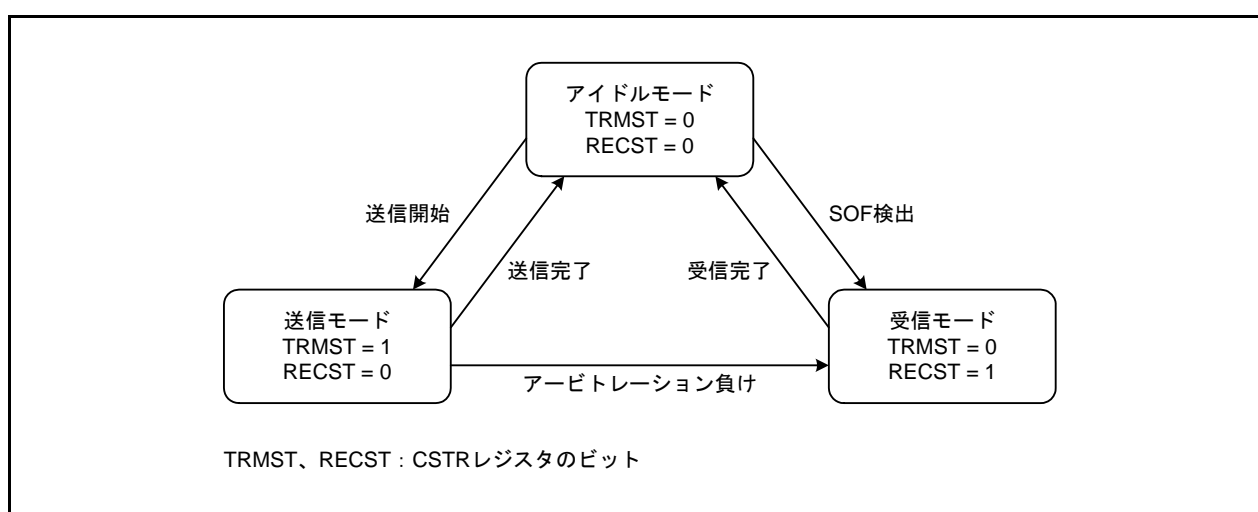 アイドルモード
TRMST = 0
RECST = 0
送信開始
SOF検出
送信完了
受信完了
送信モード
TRMST = 1
RECST = 0
受信モード
TRMST = 0
RECST = 1
アービトレーション負け
TRMST、RECST : CSTRレジスタのビット